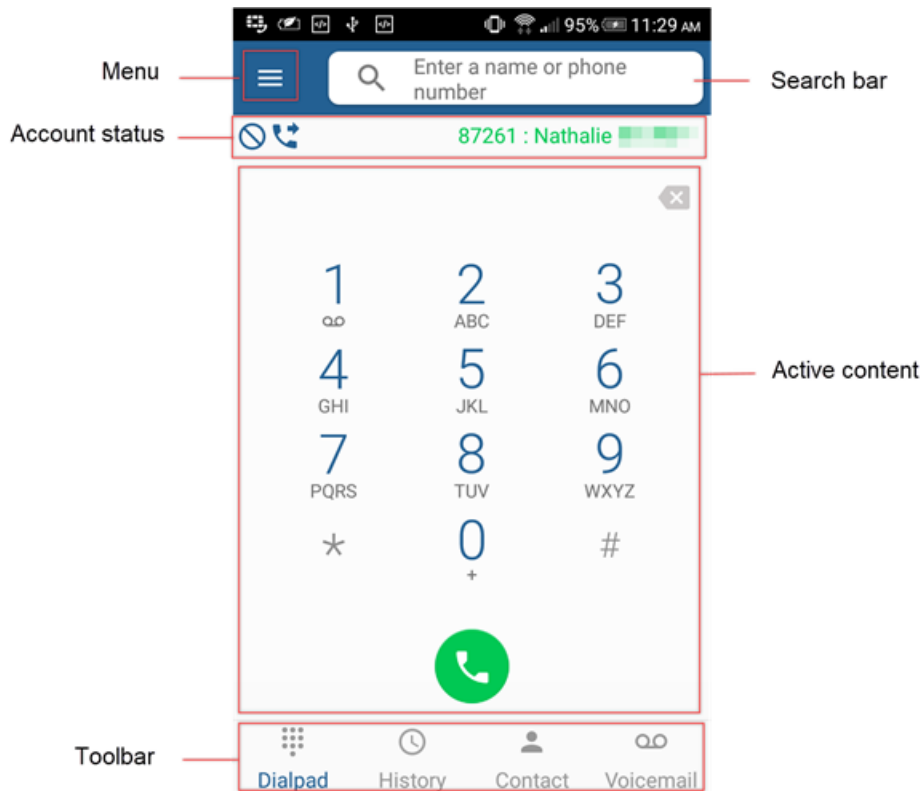 95% 11:29 AM
Menu
Enter a name or phone number
Search bar
Account status
87261 : Nathalie
1
2
ABC
3
DEF
4
GHI
5
JKL
6
MNO
Active content
7
PQRS
8
TUV
9
WXYZ
*
0
+
#
Toolbar
Dialpad
History
Contact
Voicemail